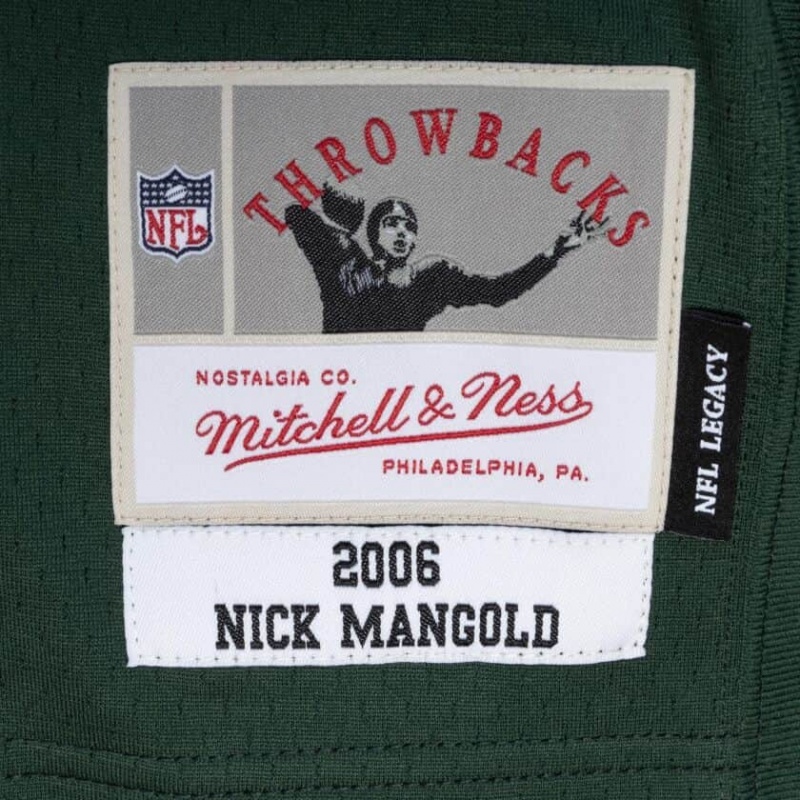 THROWBACKS
NFL
NOSTALGIA CO.
Mitchell & Ness
PHILADELPHIA, PA.
NFL LEGACY
2006
NICK MANGOLD